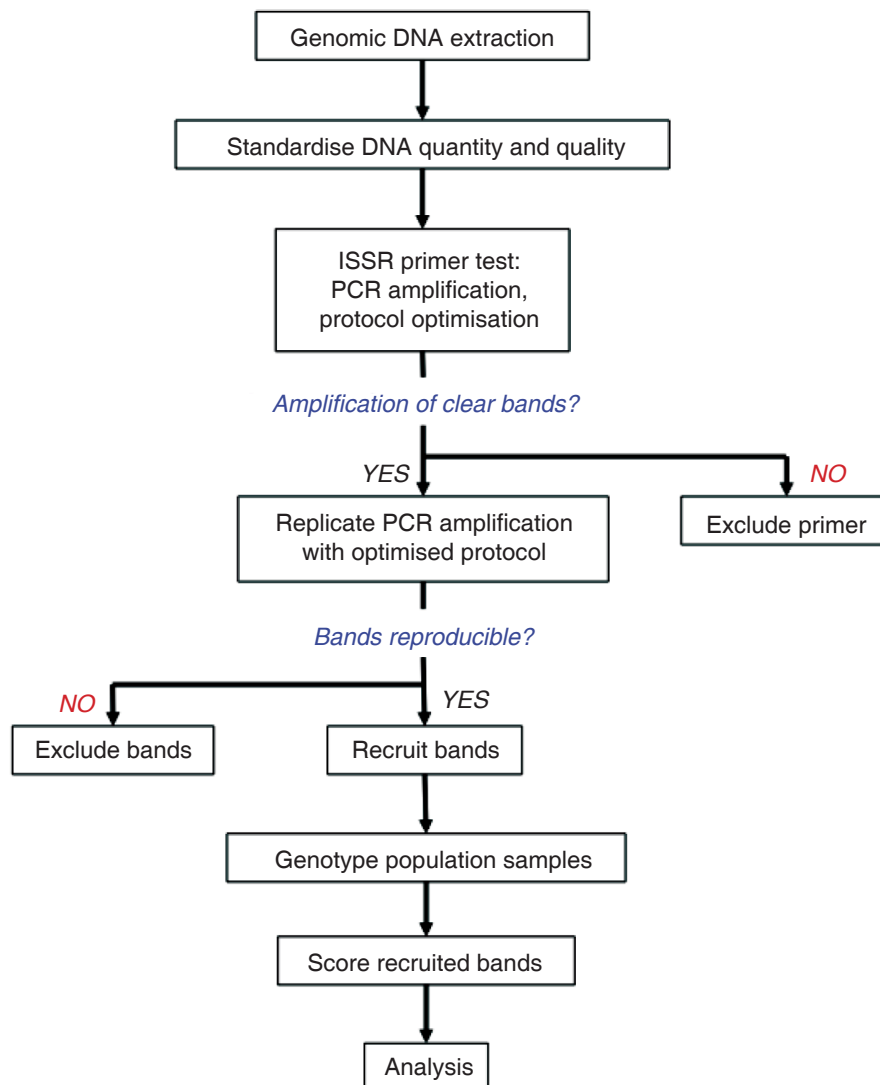 Genomic DNA extraction
Standardise DNA quantity and quality
ISSR primer test:
PCR amplification,
protocol optimisation
Amplification of clear bands?
YES
NO
Replicate PCR amplification
with optimised protocol
Exclude primer
Bands reproducible?
NO
YES
Exclude bands
Recruit bands
Genotype population samples
Score recruited bands
Analysis